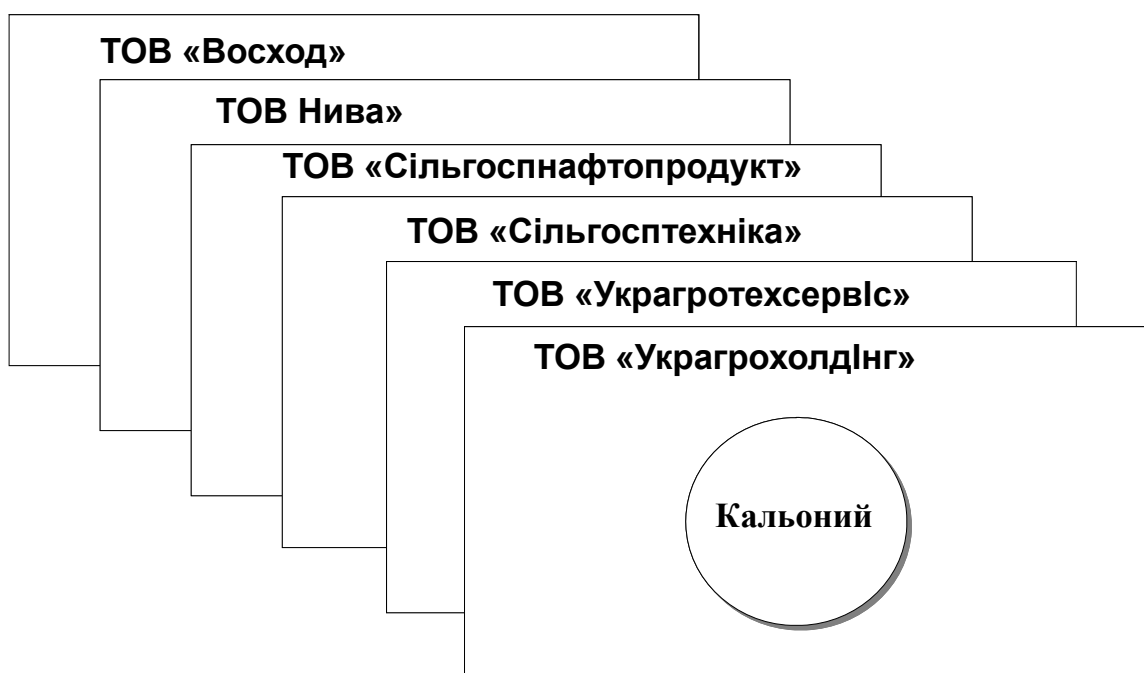 ТОВ «Восход»
ТОВ Нива»
ТОВ «Сільгоспнафтопродукт»
ТОВ «Сільгосптехніка»
ТОВ «УкрагротехсервІс»
ТОВ «УкрагрохолдІнг»
Кальоний